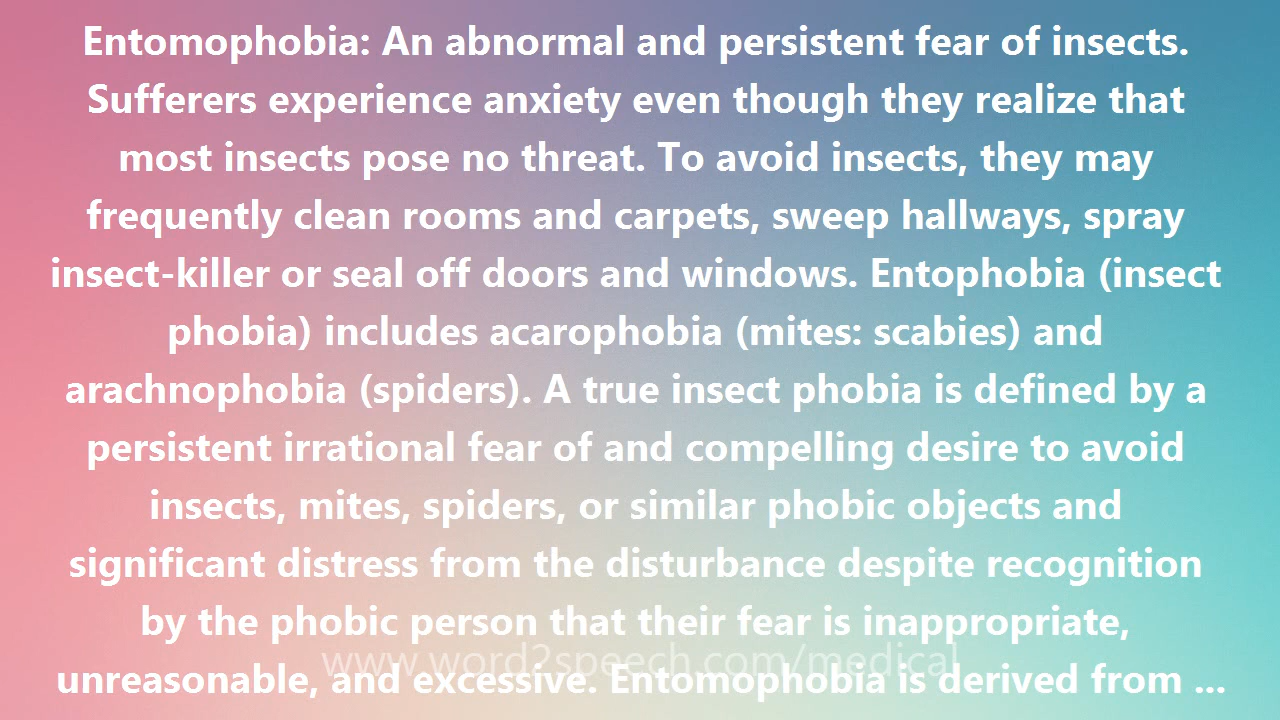 Entomophobia: An abnormal and persistent fear of insects.
Sufferers experience anxiety even though they realize that
most insects pose no threat. To avoid insects, they may
frequently clean rooms and carpets, sweep hallways, spray
insect-killer or seal off doors and windows. Entophobia (insect
phobia) includes acarophobia (mites: scabies) and
arachnophobia (spiders). A true insect phobia is defined by a
persistent irrational fear of and compelling desire to avoid
insects, mites, spiders, or similar phobic objects and
significant distress from the disturbance despite recognition
by the phobic person that their fear is inappropriate,
www.word2speech.com/medical
unreasonable, and excessive. Entomophobia is derived from ...